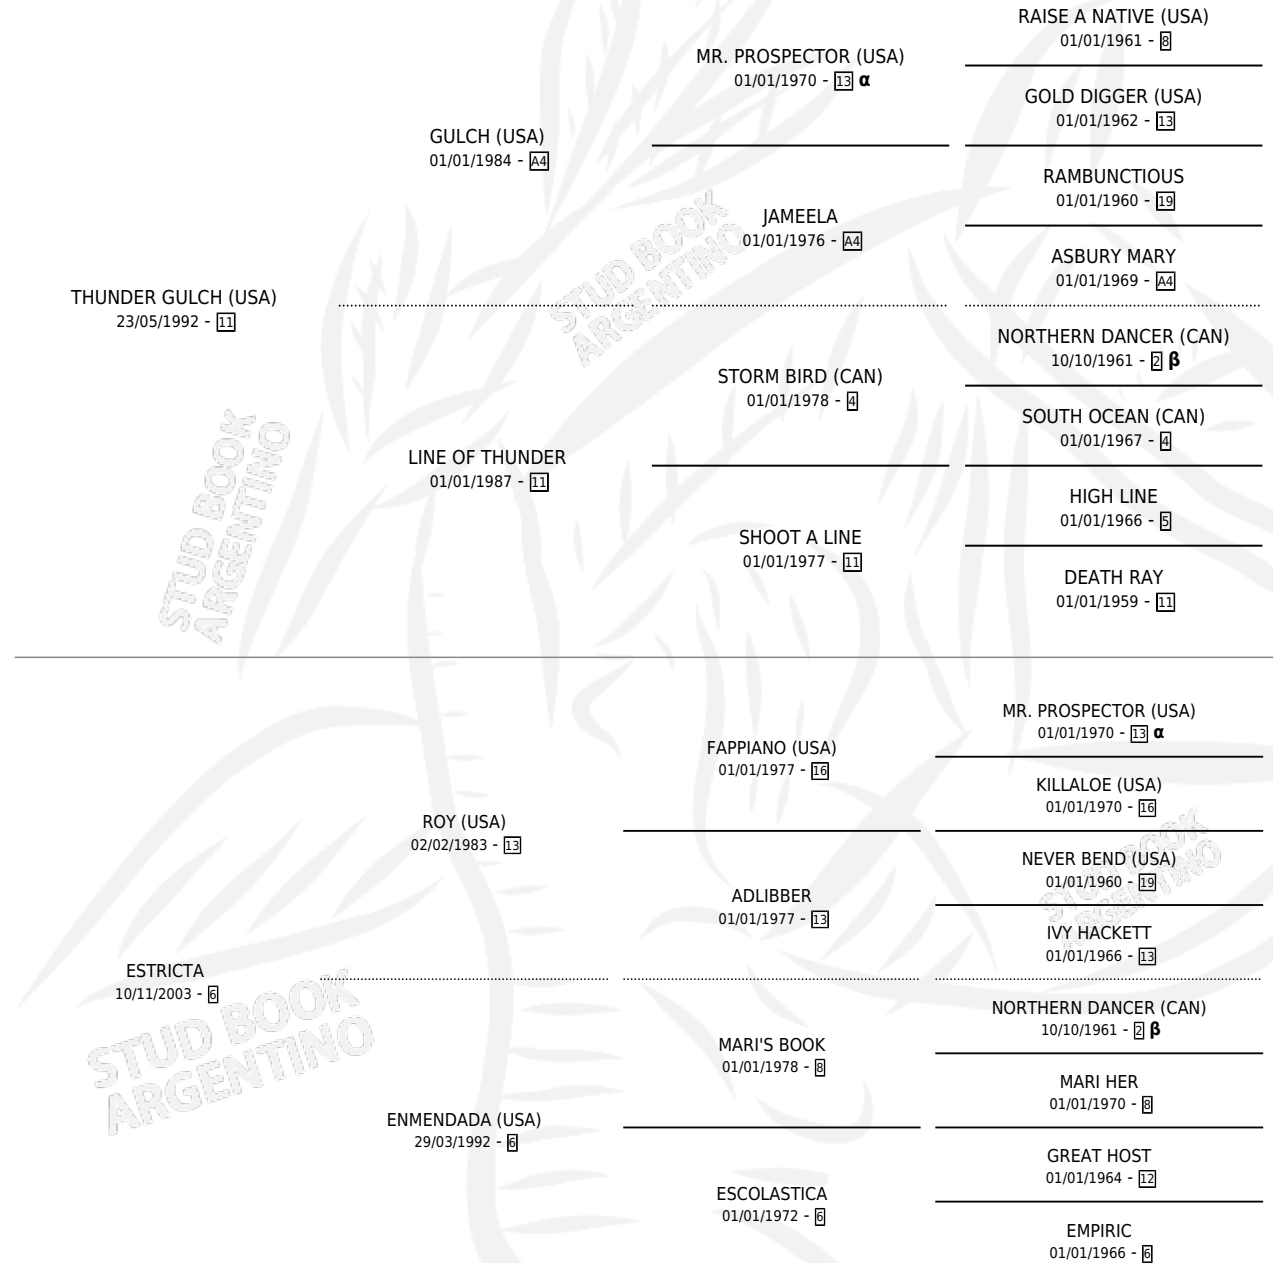 RAISE A NATIVE (USA)
01/01/1961 - 8
MR. PROSPECTOR (USA)
01/01/1970 - 13 α
GOLD DIGGER (USA)
01/01/1962 - 13
GULCH (USA)
01/01/1984 - A4
RAMBUNCTIOUS
01/01/1960 - 19
JAMEELA
01/01/1976 - A4
ASBURY MARY
01/01/1969 - A4
THUNDER GULCH (USA)
23/05/1992 - 11
NORTHERN DANCER (CAN)
10/10/1961 - 2 β
STORM BIRD (CAN)
01/01/1978 - 4
SOUTH OCEAN (CAN)
01/01/1967 - 4
LINE OF THUNDER
01/01/1987 - 11
HIGH LINE
01/01/1966 - 5
SHOOT A LINE
01/01/1977 - 11
DEATH RAY
01/01/1959 - 11
MR. PROSPECTOR (USA)
01/01/1970 - 13 α
FAPPIANO (USA)
01/01/1977 - 16
KILLALOE (USA)
01/01/1970 - 16
ROY (USA)
02/02/1983 - 13
NEVER BEND (USA)
01/01/1960 - 19
ADLIBBER
01/01/1977 - 13
IVY HACKETT
01/01/1966 - 13
ESTRICTA
10/11/2003 - 6
NORTHERN DANCER (CAN)
10/10/1961 - 2 β
MARI'S BOOK
01/01/1978 - 8
MARI HER
01/01/1970 - 8
ENMENDADA (USA)
29/03/1992 - 6
GREAT HOST
01/01/1964 - 12
ESCOLASTICA
01/01/1972 - 6
EMPIRIC
01/01/1966 - 6
STUD BOOK
ARGENTINO
STUD BOOK
ARGENTINO
STUD BOOK
ARGENTINO
STUD BOOK
ARGENTINO